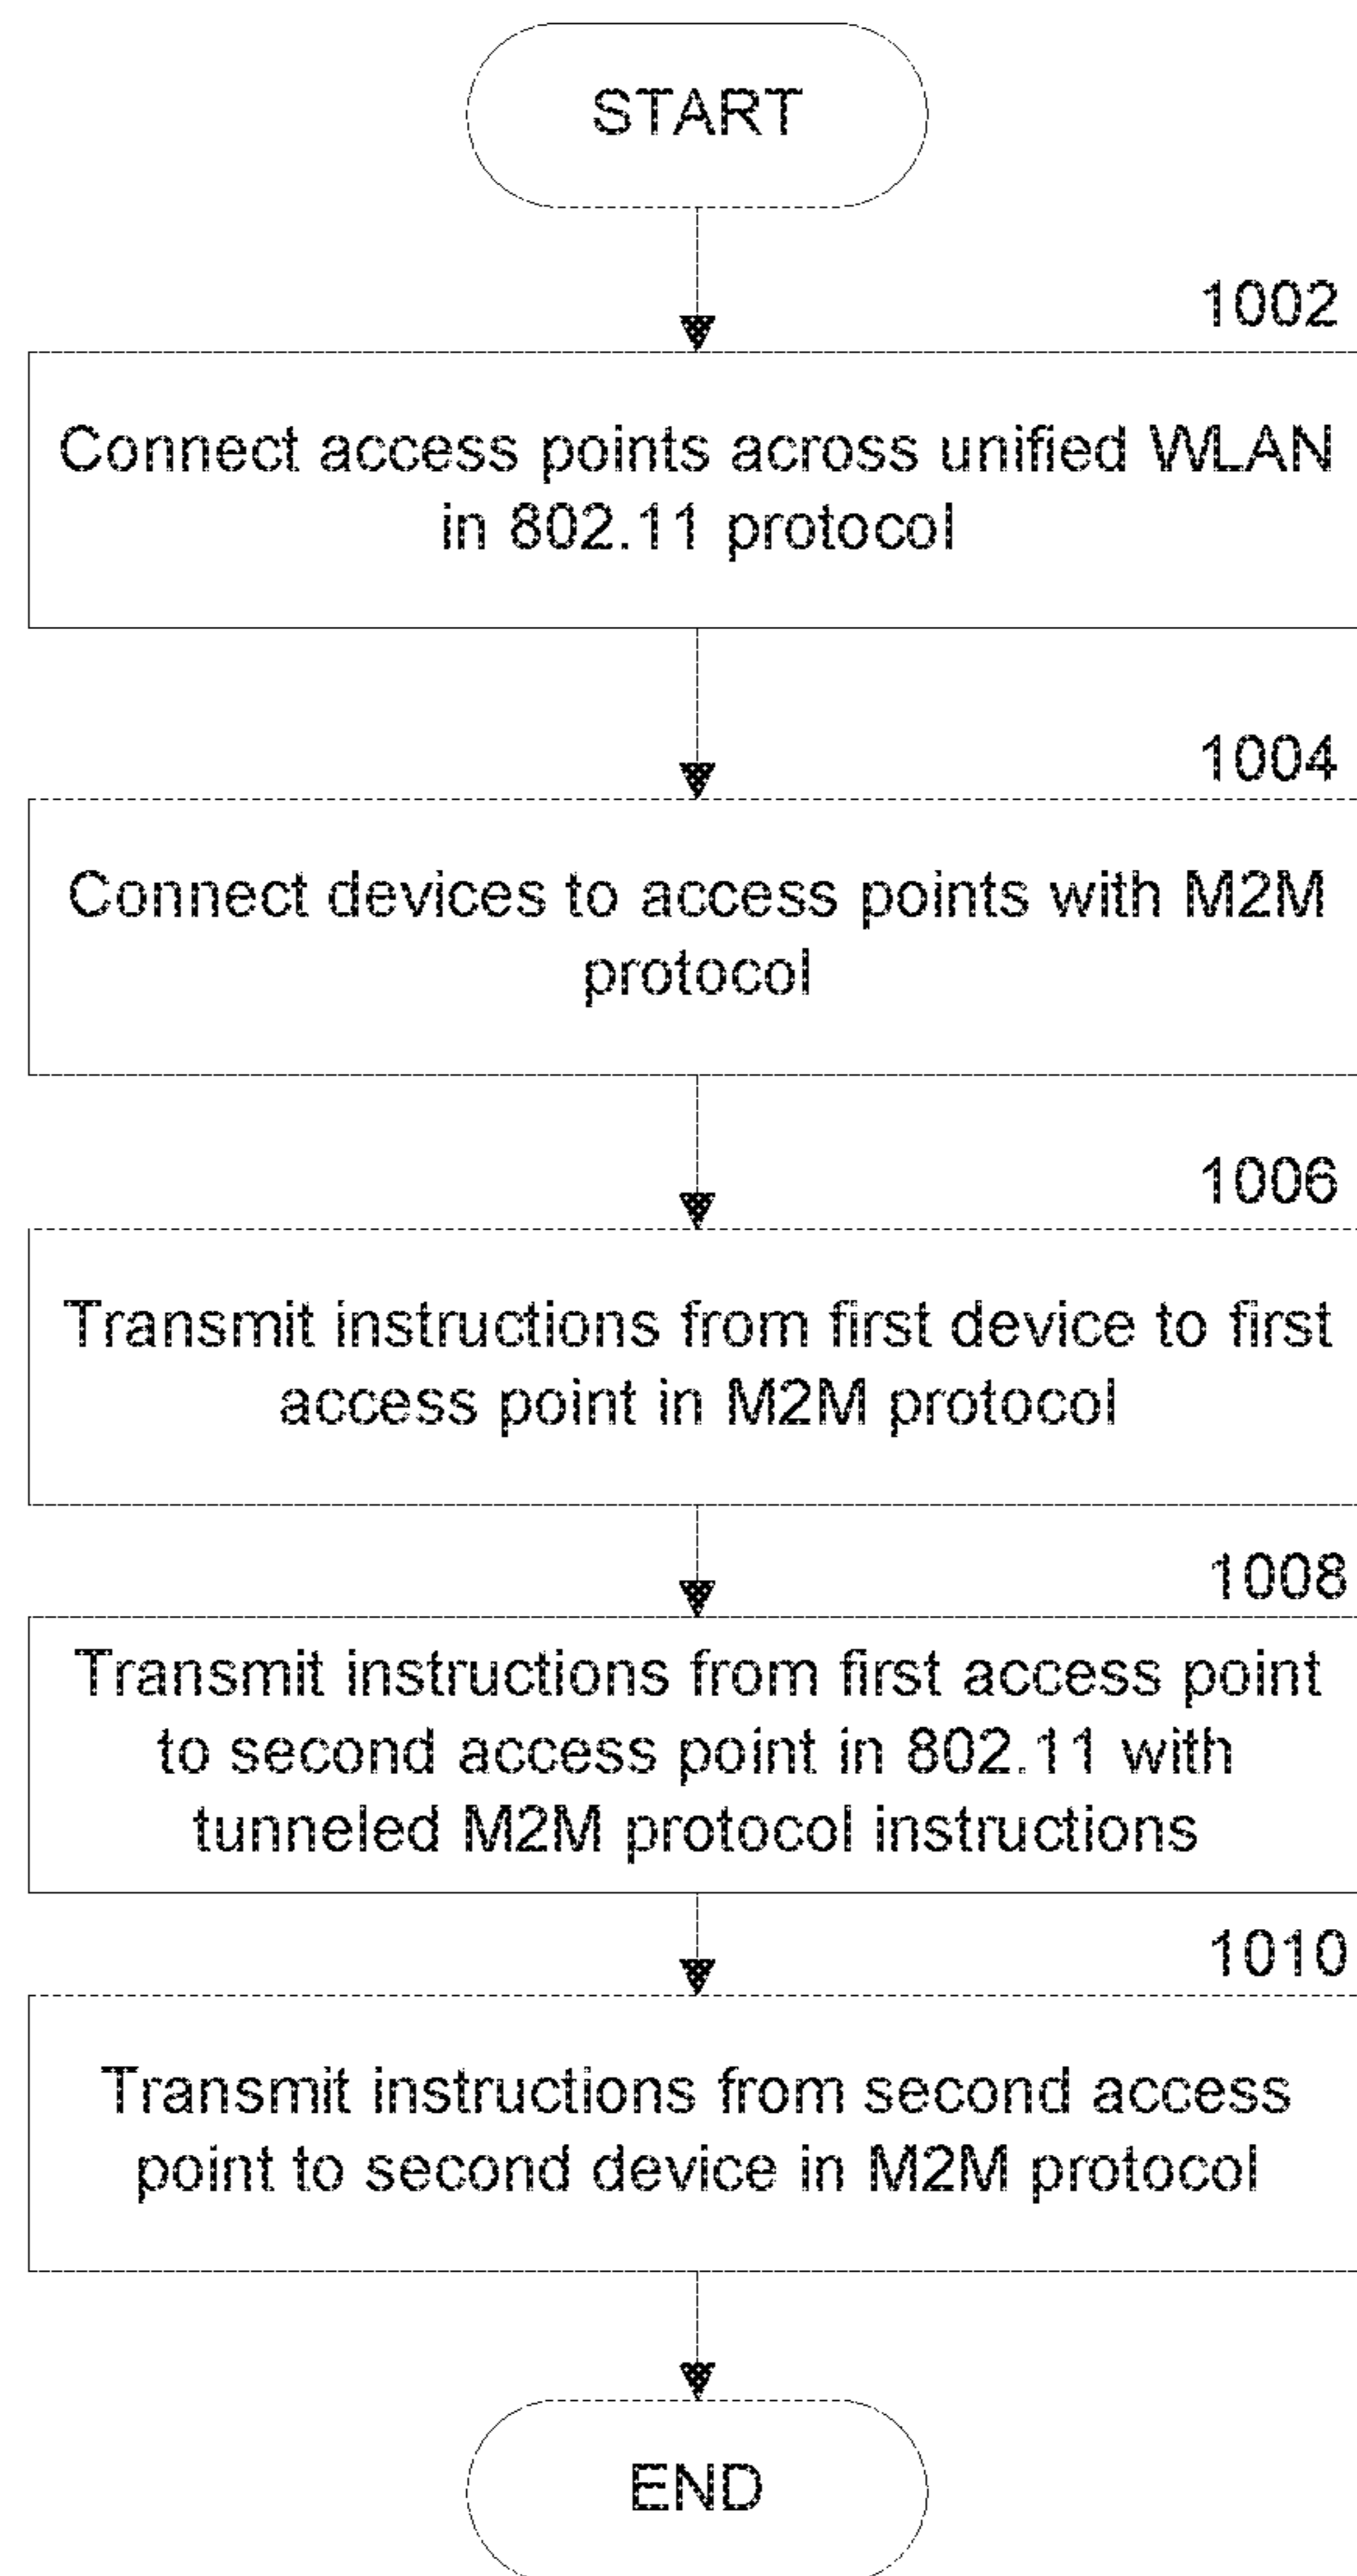 START
1002
Connect access points across unified WLAN
in 802.11 protocol
1004
Connect devices to access points with M2M
protocol
1006
Transmit instructions from first device to first
access point in M2M protocol
1008
Transmit instructions from first access point
to second access point in 802.11 with
tunneled M2M protocol instructions
1010
Transmit instructions from second access
point to second device in M2M protocol
END